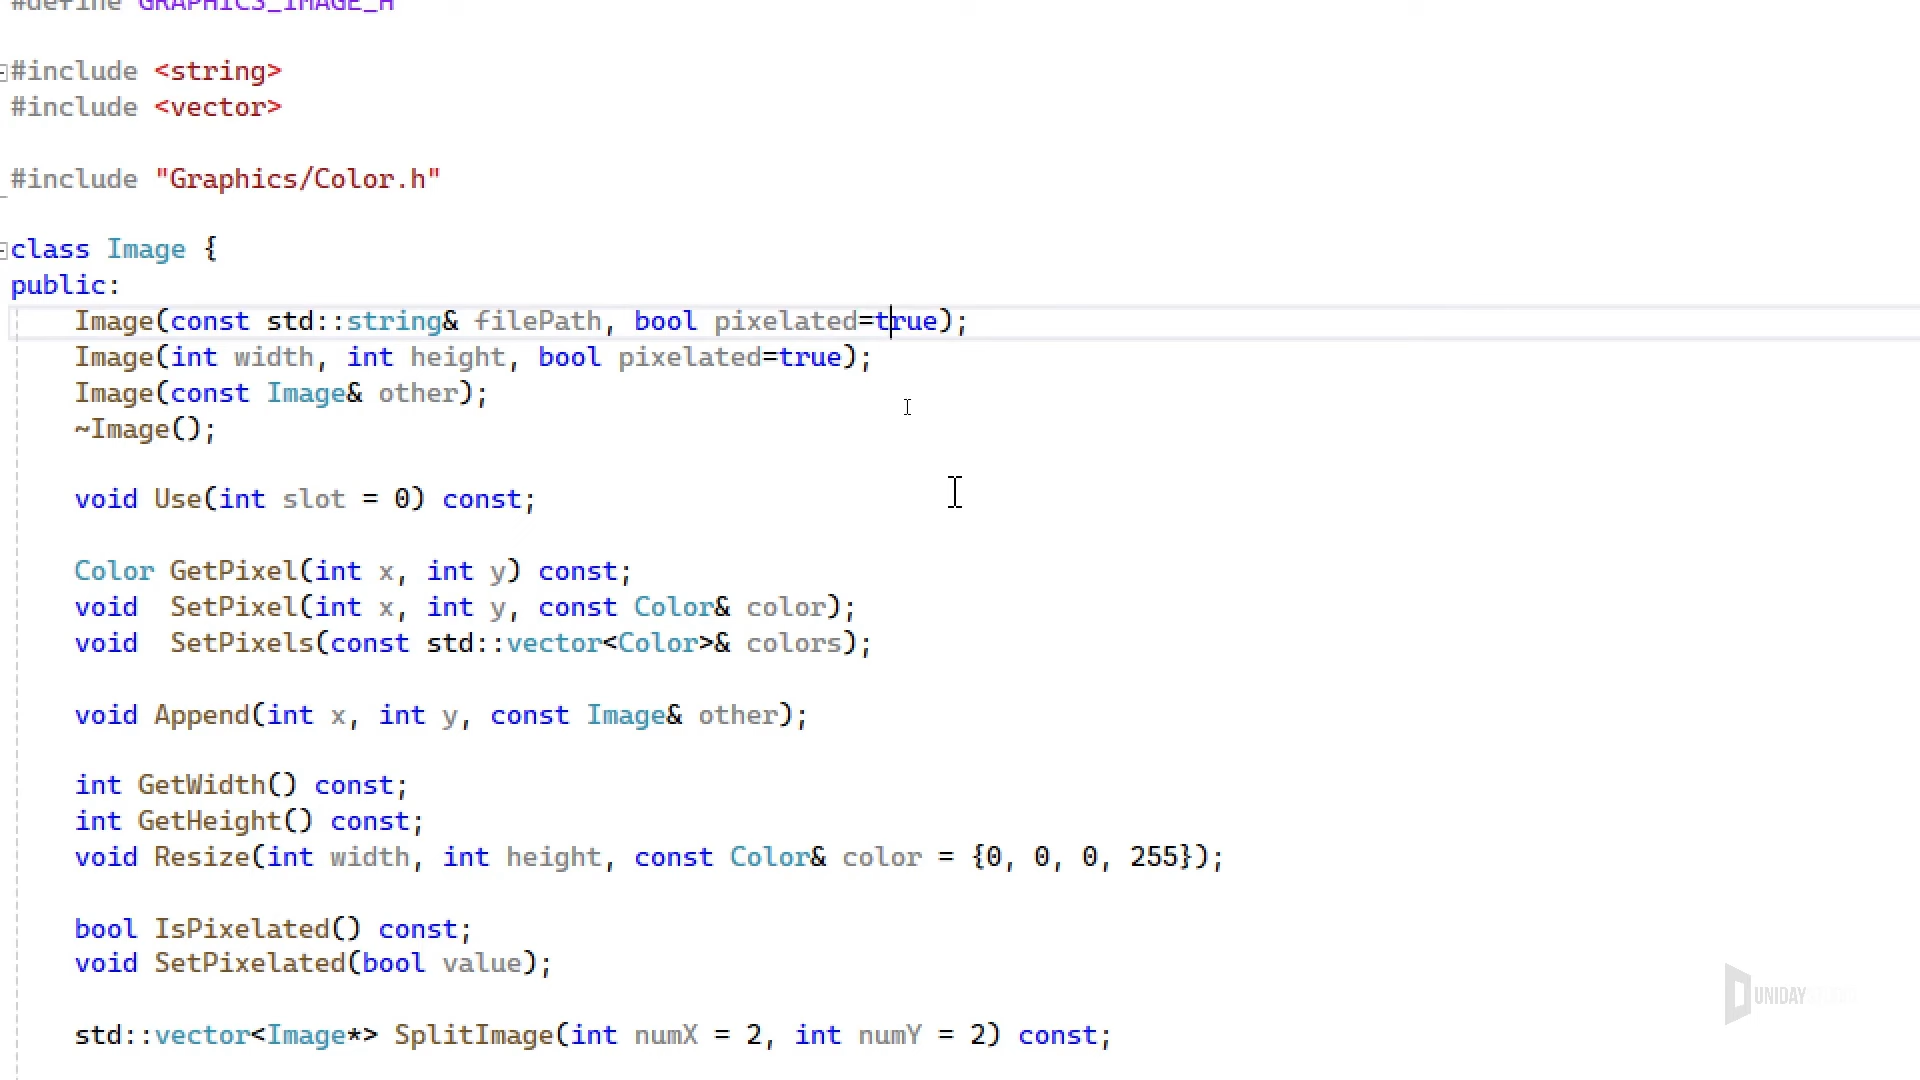 #define GRAPHICS_IMAGE_H
#include <string>
#include <vector>
#include "Graphics/Color.h"
class Image {
public:
Image(const std::string& filePath, bool pixelated=true);
Image(int width, int height, bool pixelated=true);
Image(const Image& other);
~Image();
void Use(int slot = 0) const;
Color GetPixel(int x, int y) const;
void  SetPixel(int x, int y, const Color& color);
void  SetPixels(const std::vector<Color>& colors);
void Append(int x, int y, const Image& other);
int GetWidth() const;
int GetHeight() const;
void Resize(int width, int height, const Color& color = {0, 0, 0, 255});
bool IsPixelated() const;
void SetPixelated(bool value);
std::vector<Image*> SplitImage(int numX = 2, int numY = 2) const;
UNIDAY